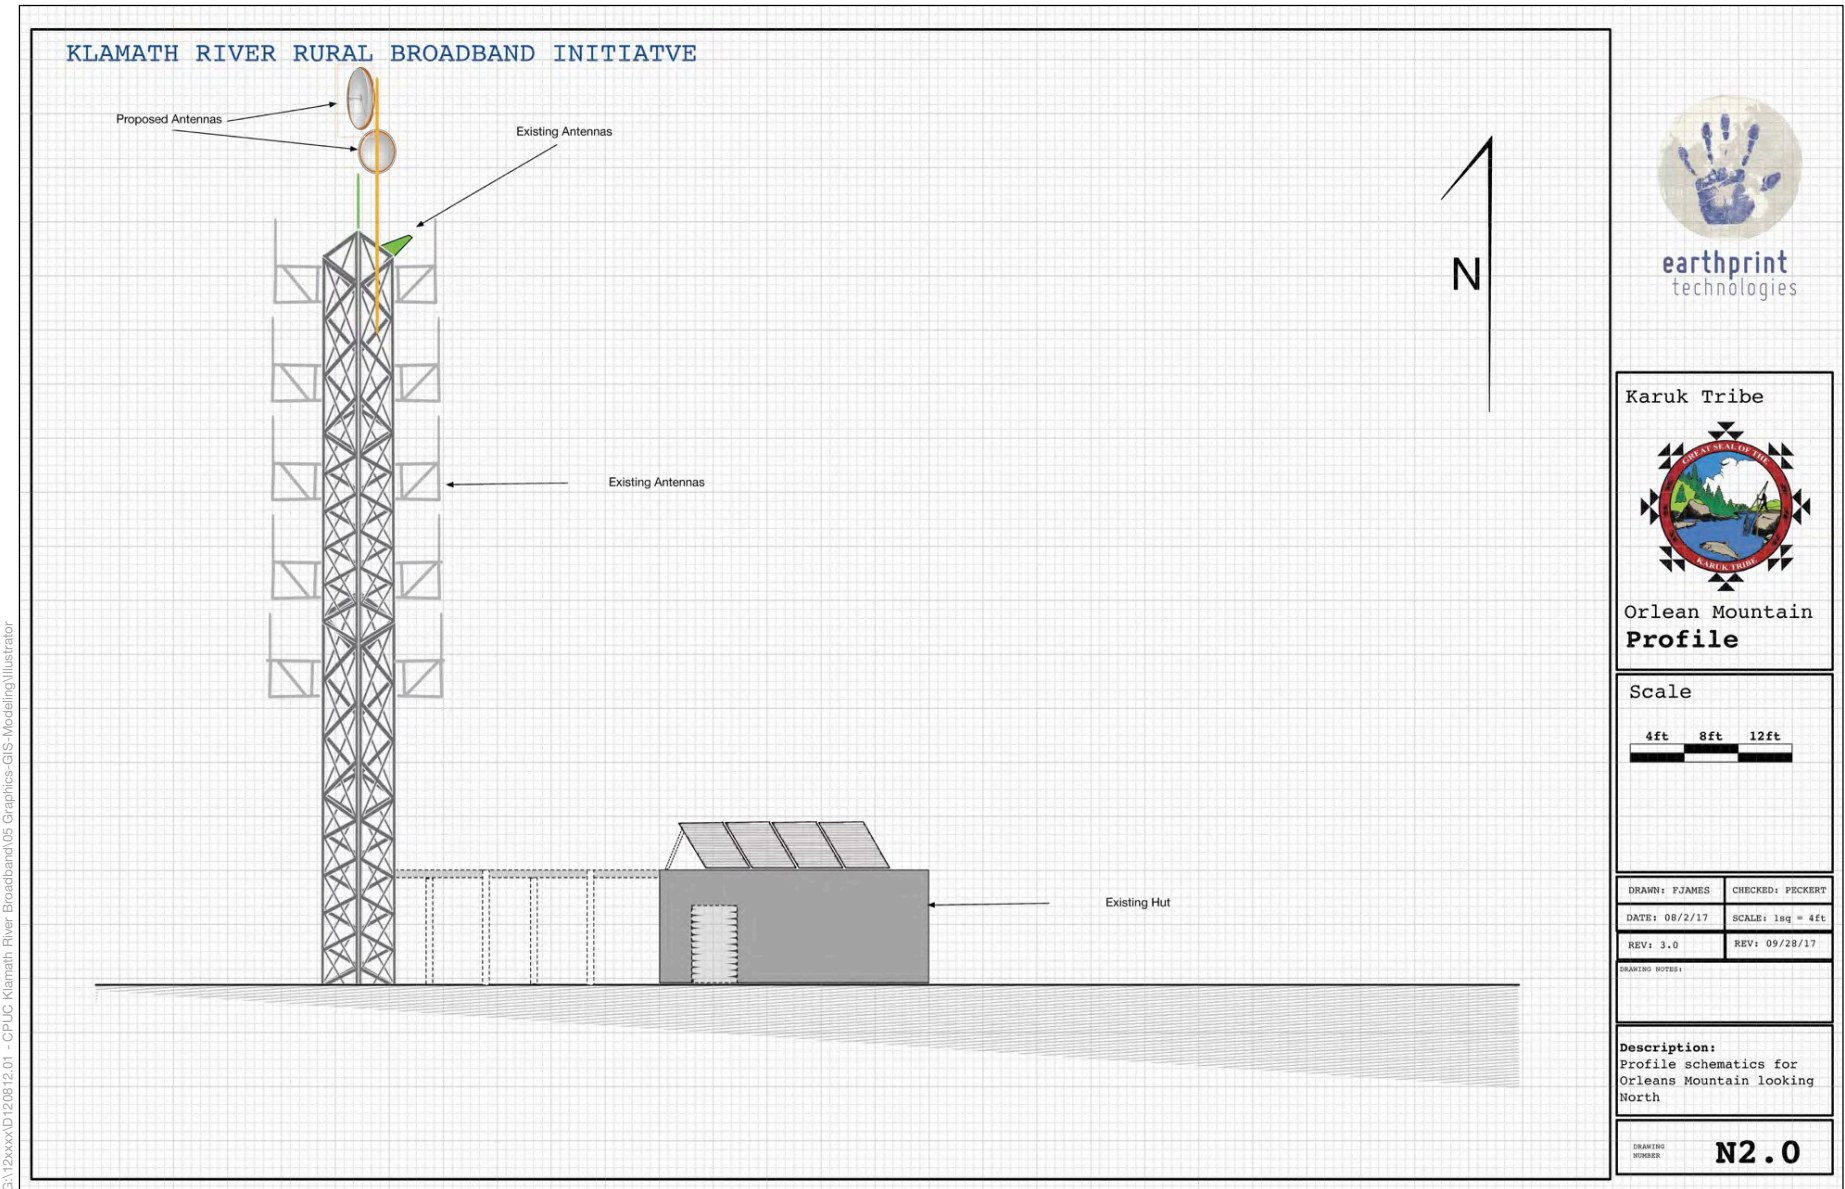 KLAMATH RIVER RURAL BROADBAND INITIATVE
Proposed Antennas
Existing Antennas
N
Existing Antennas
Existing Hut
earthprint
technologies
Karuk Tribe
GREAT SEAL OF THE
KARUK TRIBE
Orlean Mountain
Profile
Scale
4ft 8ft 12ft
DRAWN: FJAMES CHECKED: PECKERT
DATE: 08/2/17 SCALE: 1sq = 4ft
REV: 3.0 REV: 09/28/17
DRAWING NOTES:
Description:
Profile schematics for
Orleans Mountain looking
North
DRAWING
NUMBER
N2.0
G:\12xxxx\D120812.01 - CPUC Klamath River Broadband\05 Graphics-GIS-Modeling\Illustrator